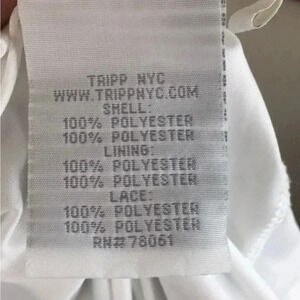 TRIPP NYC
WWW.TRIPPNYC.COM
SHELL:
100% POLYESTER
100% POLYESTER
LINING:
100% POLYESTER
100% POLYESTER
LACE:
100% POLYESTER
100% POLYESTER
RN#78061